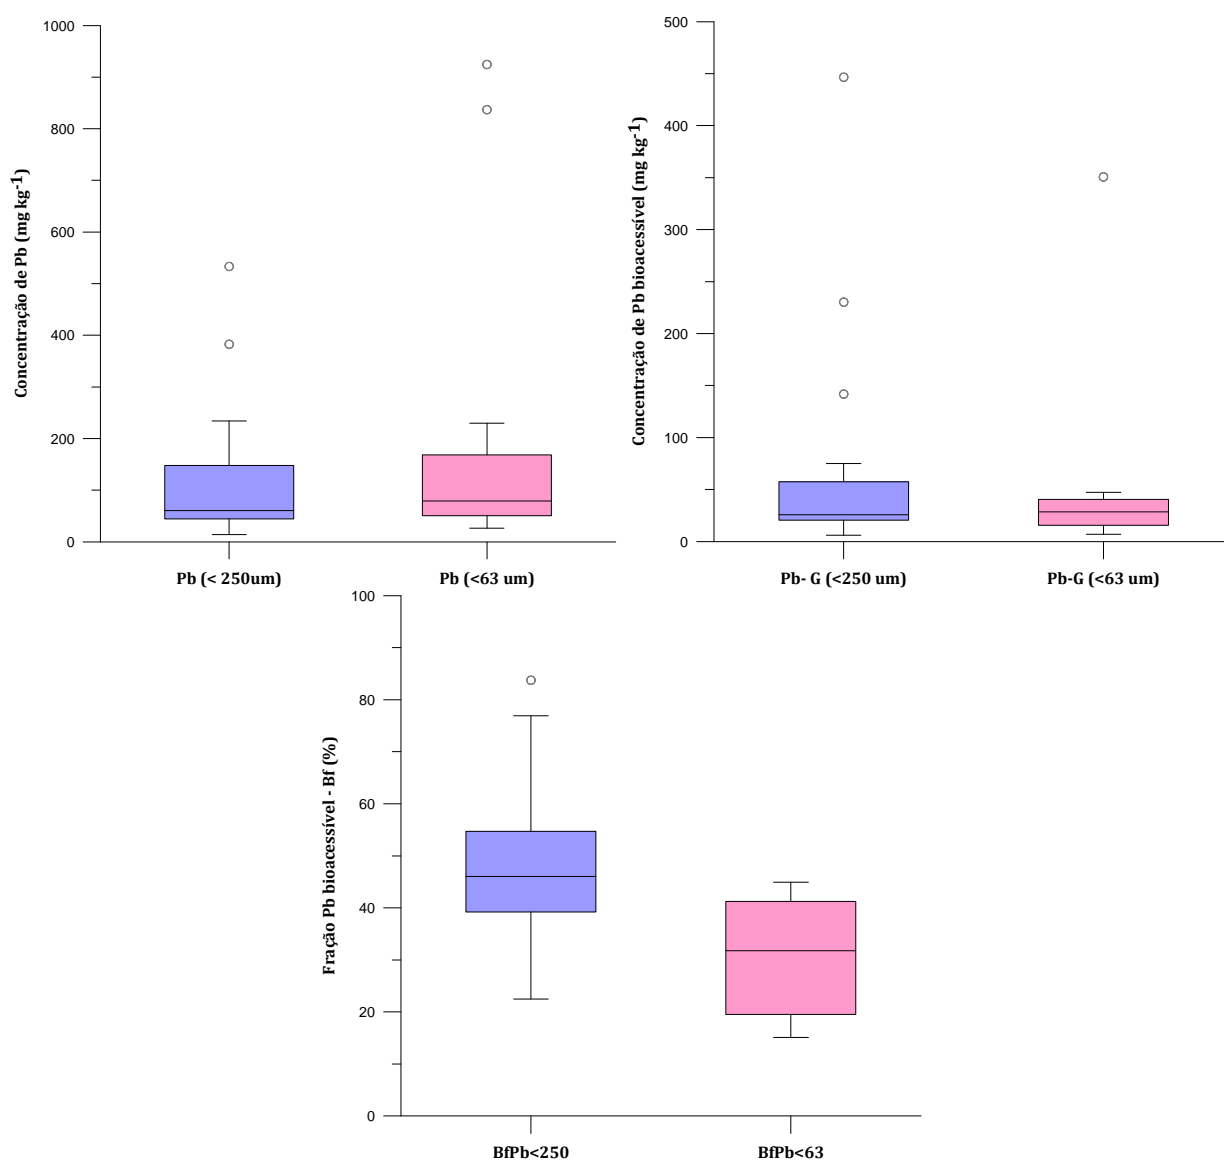 Concentração de Pb (mg kg-1)
1000
800
600
400
200
0
Pb (< 250um)
Pb (<63 um)
Concentração de Pb bioacessível (mg kg-1)
500
400
300
200
100
0
Pb- G (<250 um)
Pb-G (<63 um)
Fração Pb bioacessível - Bf (%)
100
80
60
40
20
0
BfPb<250
BfPb<63